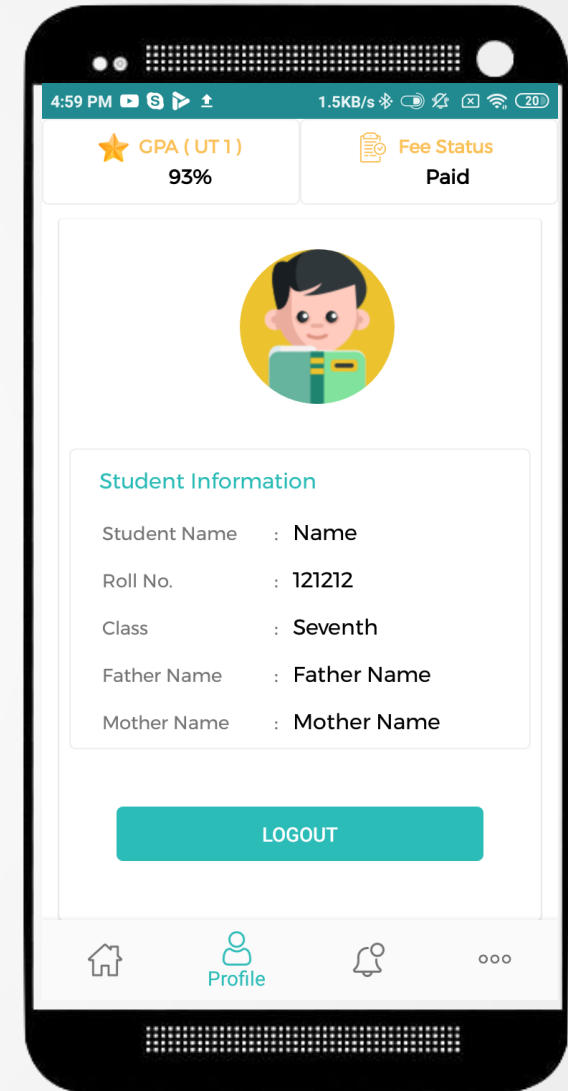 4:59 PM 1.5KB/s 20
GPA ( UT 1 ) Fee Status
93% Paid
Student Information
Student Name : Name
Roll No. : 121212
Class : Seventh
Father Name : Father Name
Mother Name : Mother Name
LOGOUT
Profile